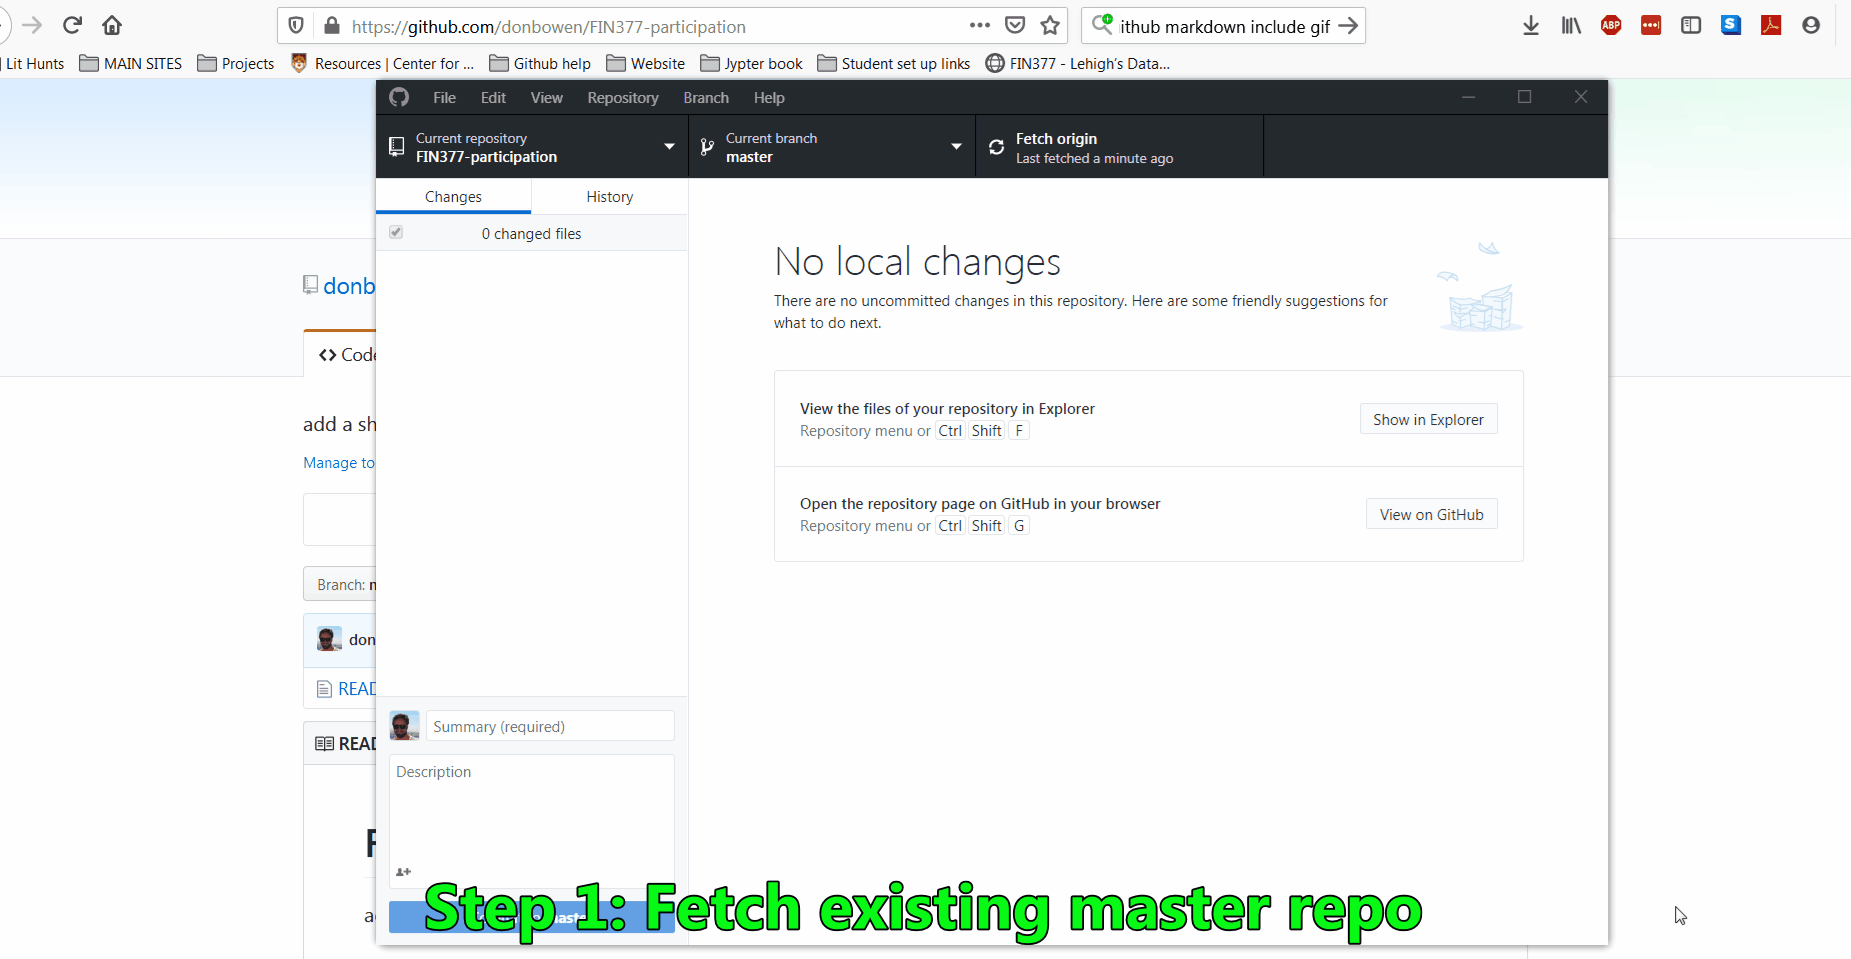 https://github.com/donbowen/FIN377-participation
ithub markdown include gif
ABP
S
Lit Hunts
MAIN SITES
Projects
Resources | Center for ...
Github help
Website
Jypter book
Student set up links
FIN377 - Lehigh's Data...
File
Edit
View
Repository
Branch
Help
Current repository
FIN377-participation
Current branch
master
Fetch origin
Last fetched a minute ago
Changes
History
0 changed files
No local changes
There are no uncommitted changes in this repository. Here are some friendly suggestions for
what to do next.
View the files of your repository in Explorer
Repository menu or Ctrl Shift F
Show in Explorer
Open the repository page on GitHub in your browser
Repository menu or Ctrl Shift G
View on GitHub
donb
Code
add a sh
Manage to
Branch:
don
READ
READ
F
Summary (required)
Description
Step 1: Fetch existing master repo